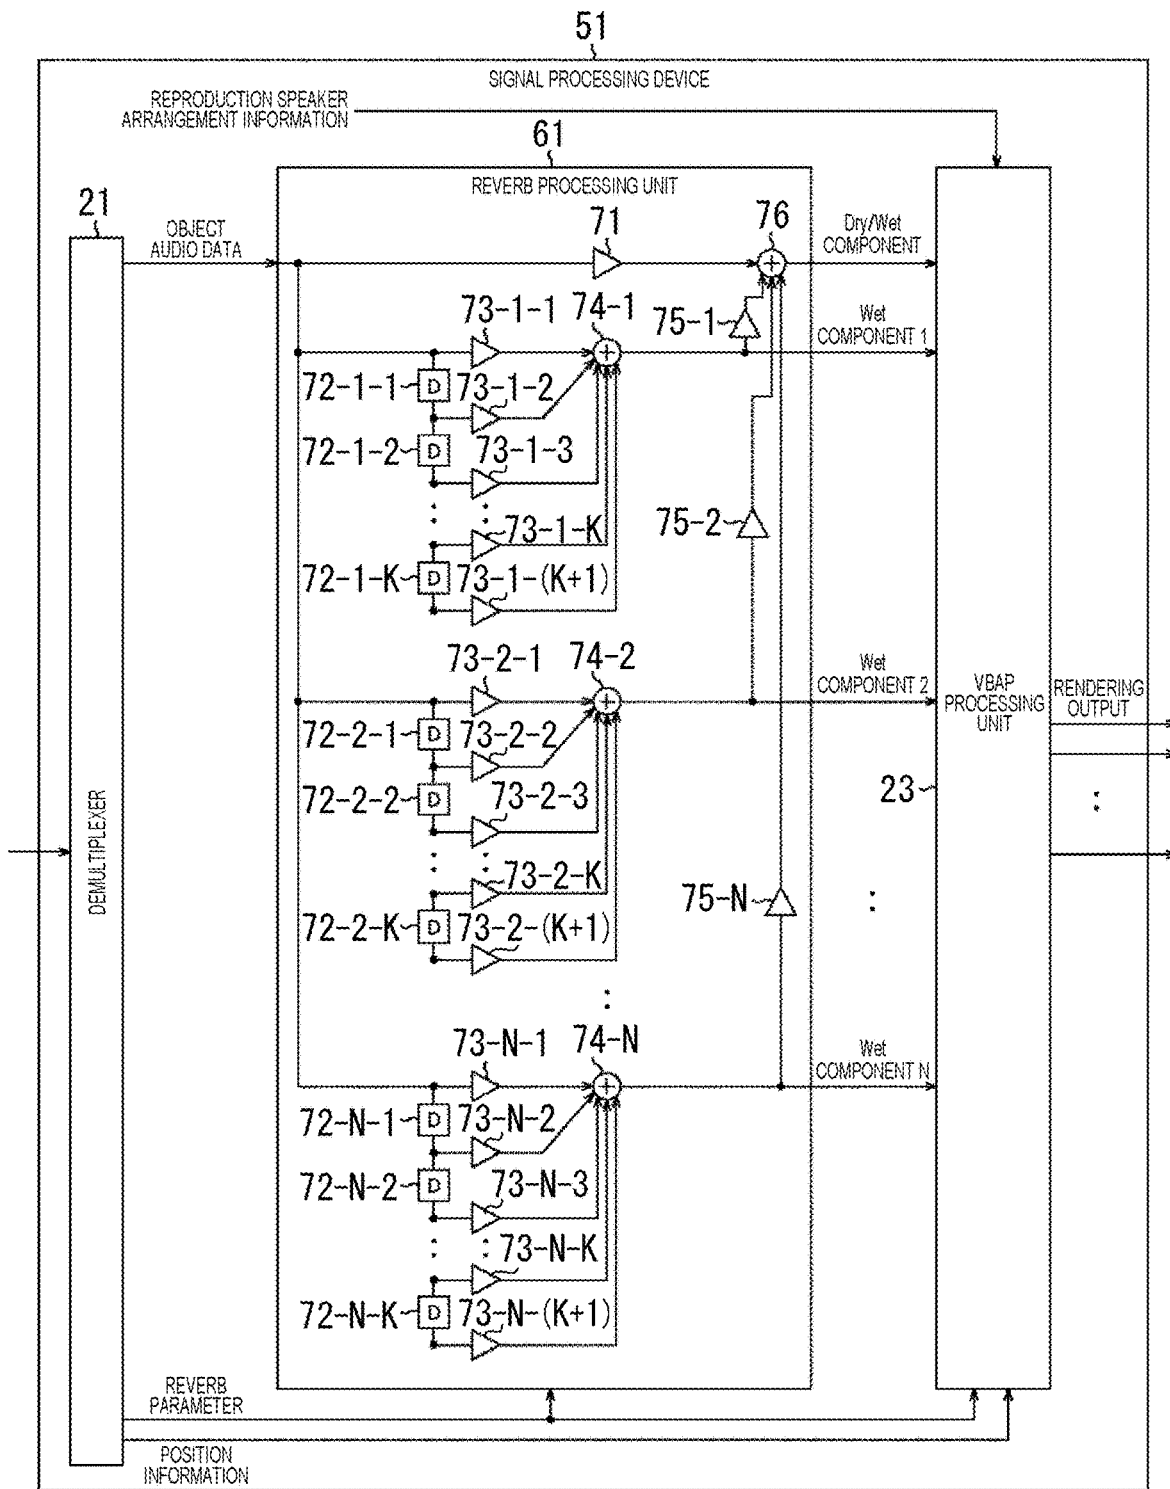 51
SIGNAL PROCESSING DEVICE
REPRODUCTION SPEAKER
ARRANGEMENT INFORMATION
61
REVERB PROCESSING UNIT
21
OBJECT
AUDIO DATA
71
76
Dry/Wet
COMPONENT
73-1-1
74-1
75-1
Wet
COMPONENT 1
72-1-1
D
73-1-2
72-1-2
D
73-1-3
73-1-K
75-2
72-1-K
D
73-1-(K+1)
73-2-1
74-2
Wet
COMPONENT 2
VBAP
PROCESSING
UNIT
RENDERING
OUTPUT
72-2-1
D
73-2-2
72-2-2
D
73-2-3
23
DEMULTIPLEXER
73-2-K
75-N
72-2-K
D
73-2-(K+1)
73-N-1
74-N
Wet
COMPONENT N
72-N-1
D
73-N-2
72-N-2
D
73-N-3
73-N-K
72-N-K
D
73-N-(K+1)
REVERB
PARAMETER
POSITION
INFORMATION